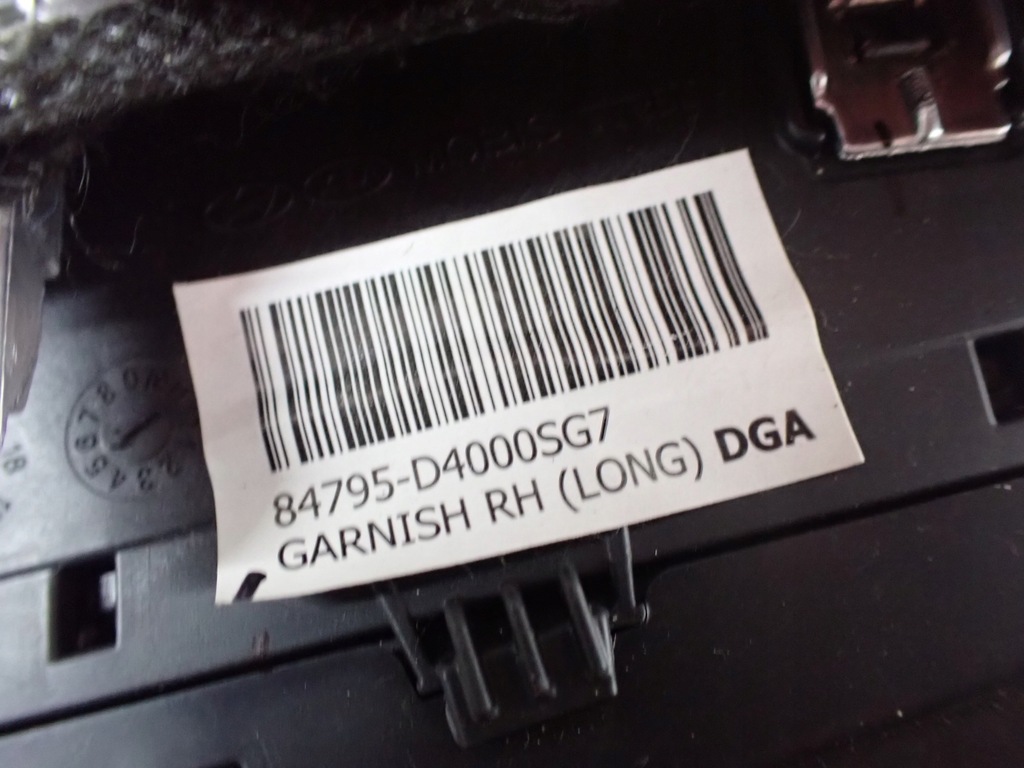 84795-D4000SG7
GARNISH RH (LONG) DGA